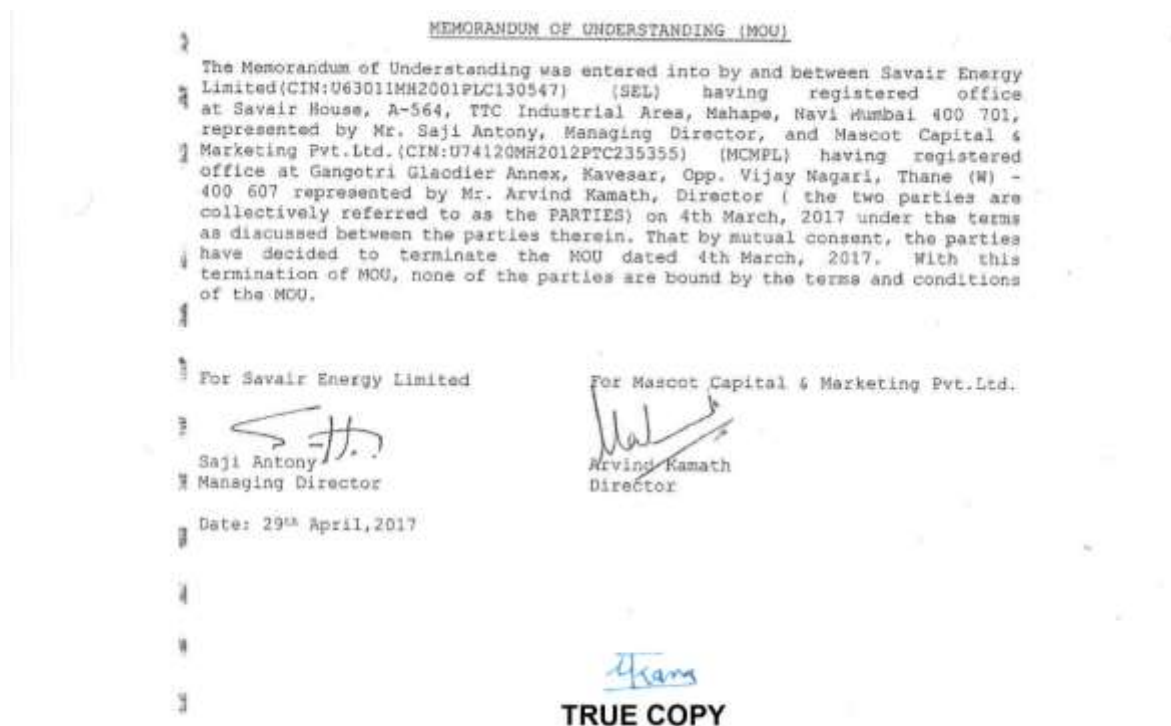 MEMORANDUM OF UNDERSTANDING (MOU)
The Memorandum of Understanding was entered into by and between Savair Energy
Limited(CIN:U63011MH2001PLC130547) (SEL) having registered office
at Savair House, A-564, TTC Industrial Area, Mahape, Navi Mumbai 400 701,
represented by Mr. Saji Antony, Managing Director, and Mascot Capital &
Marketing Pvt.Ltd.(CIN:U74120MH2012PTC235355) (MCMPL) having registered
office at Gangotri Glaodier Annex, Kavesar, Opp. Vijay Nagari, Thane (W) -
400 607 represented by Mr. Arvind Kamath, Director ( the two parties are
collectively referred to as the PARTIES) on 4th March, 2017 under the terms
as discussed between the parties therein. That by mutual consent, the parties
have decided to terminate the MOU dated 4th March, 2017. With this
termination of MOU, none of the parties are bound by the terms and conditions
of the MOU.
For Savair Energy Limited
For Mascot Capital & Marketing Pvt.Ltd.
Saji Antony
Managing Director
Arvind Kamath
Director
Date: 29th April,2017
TRUE COPY